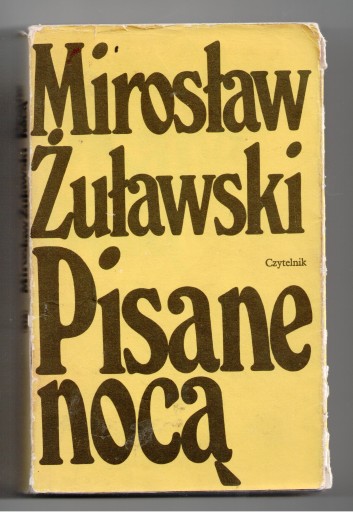 Mirosław
Żuławski
Czytelnik
Pisane
nocą